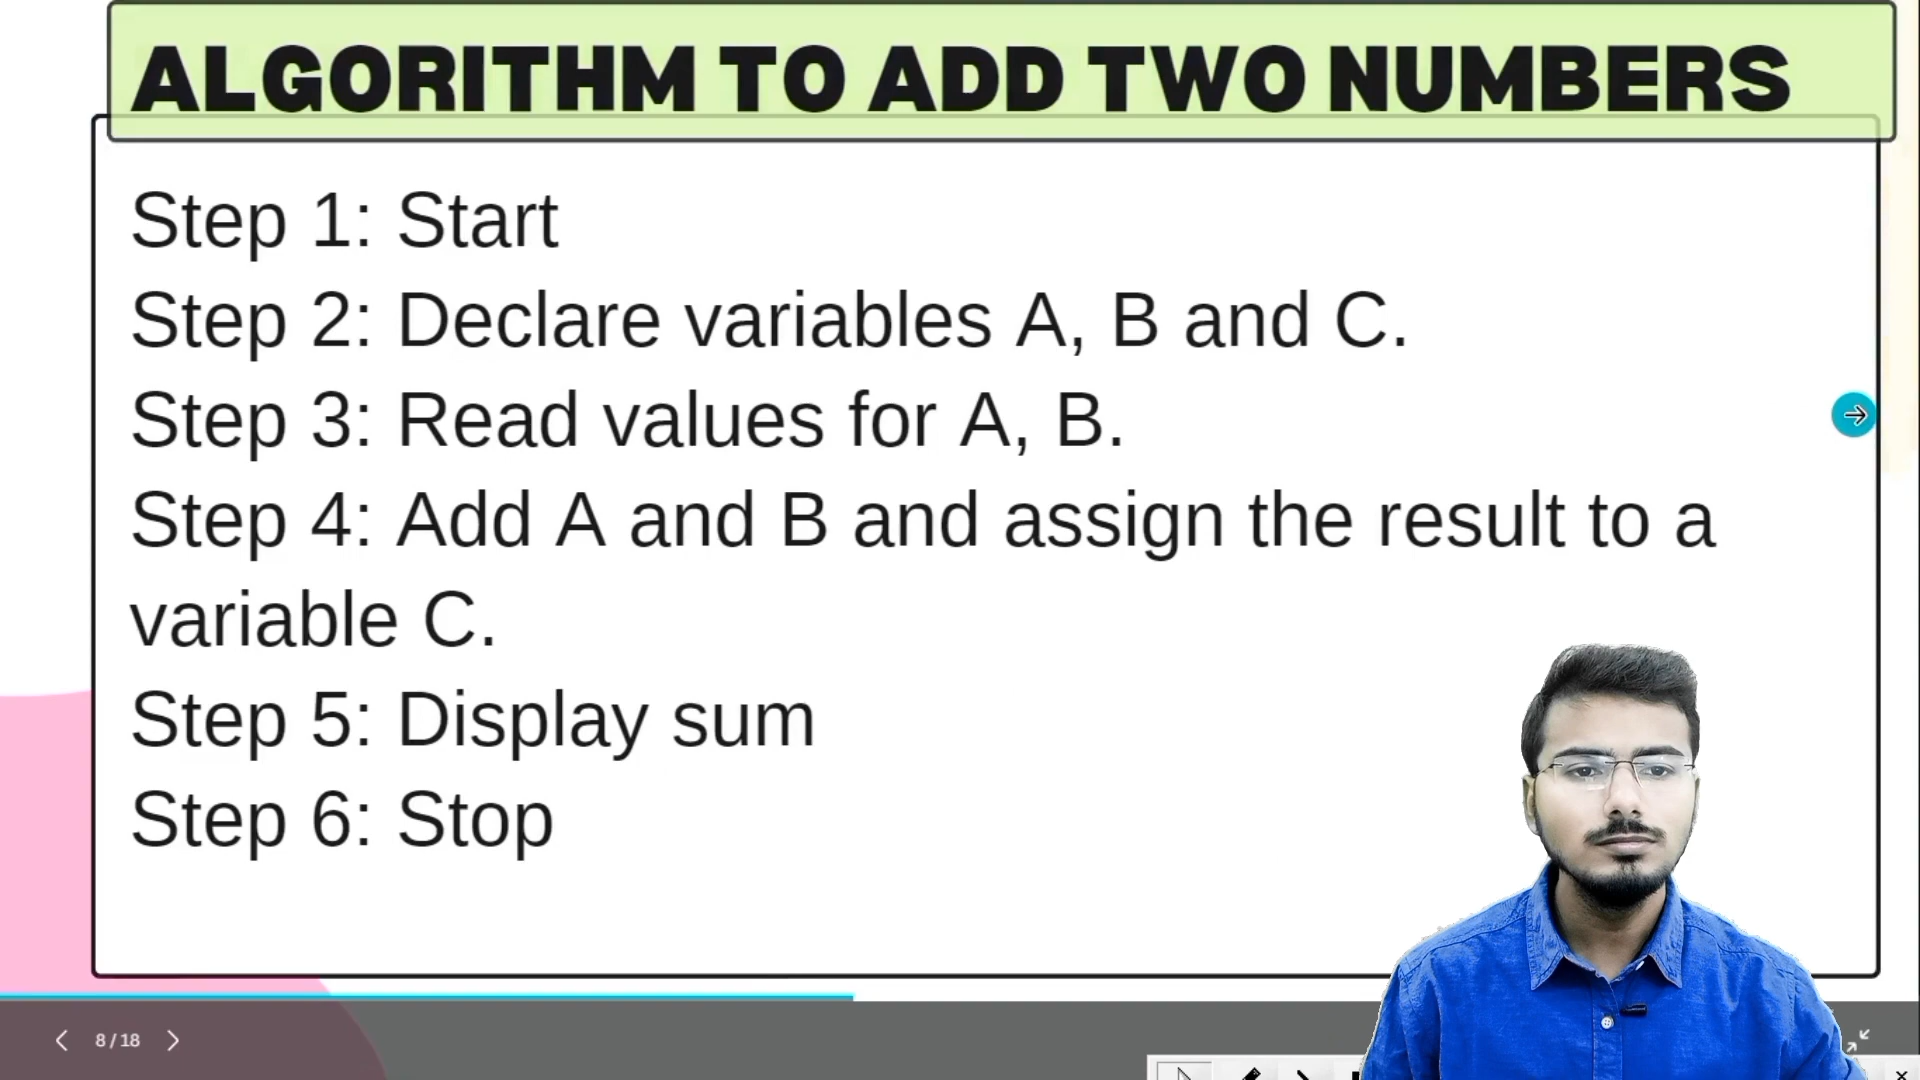 ALGORITHM TO ADD TWO NUMBERS
Step 1: Start
Step 2: Declare variables A, B and C.
Step 3: Read values for A, B.
Step 4: Add A and B and assign the result to a
variable C.
Step 5: Display sum
Step 6: Stop
8 / 18